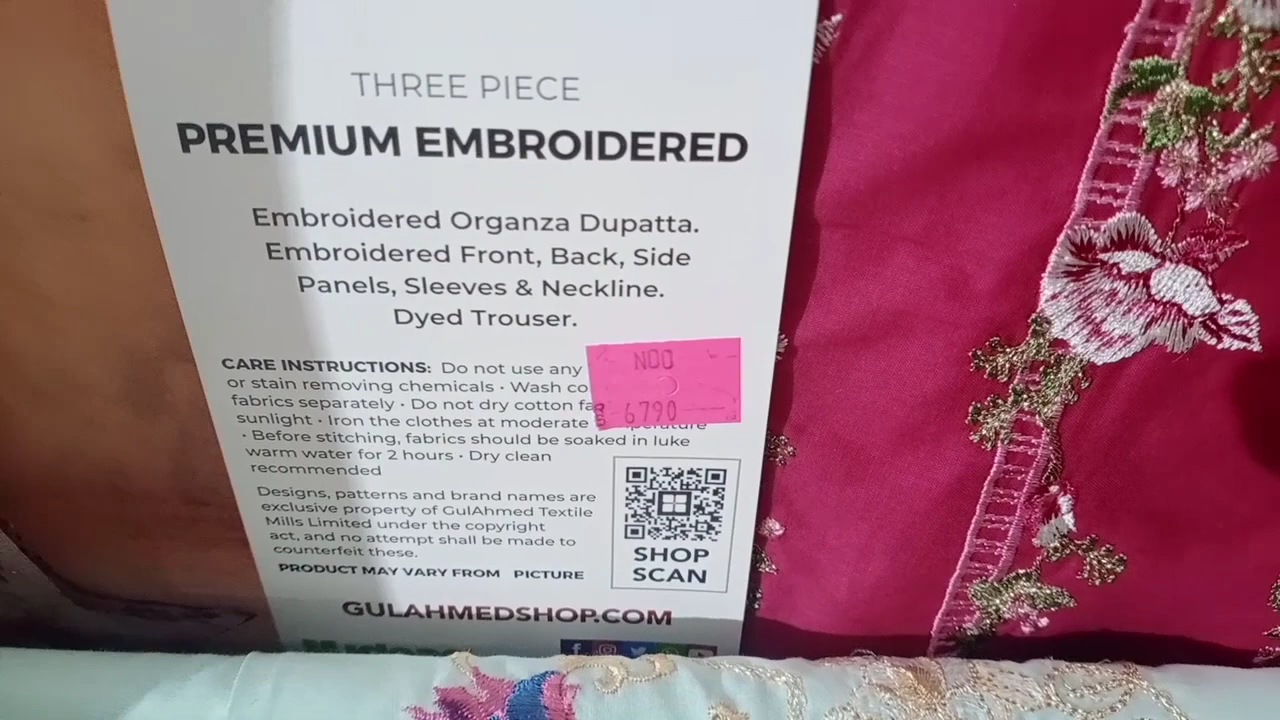 THREE PIECE
PREMIUM EMBROIDERED
Embroidered Organza Dupatta.
Embroidered Front, Back, Side
Panels, Sleeves & Neckline.
Dyed Trouser.
CARE INSTRUCTIONS: Do not use any
or stain removing chemicals • Wash
fabrics separately • Do not dry cotton
sunlight • Iron the clothes at moderate
• Before stitching, fabrics should be soaked in luke
warm water for 2 hours • Dry clean
recommended
NDO
6790
Designs, patterns and brand names are
exclusive property of GulAhmed Textile
Mills Limited under the copyright
act, and no attempt shall be made to
counterfeit these.
PRODUCT MAY VARY FROM PICTURE
SHOP
SCAN
GULAHMEDSHOP.COM